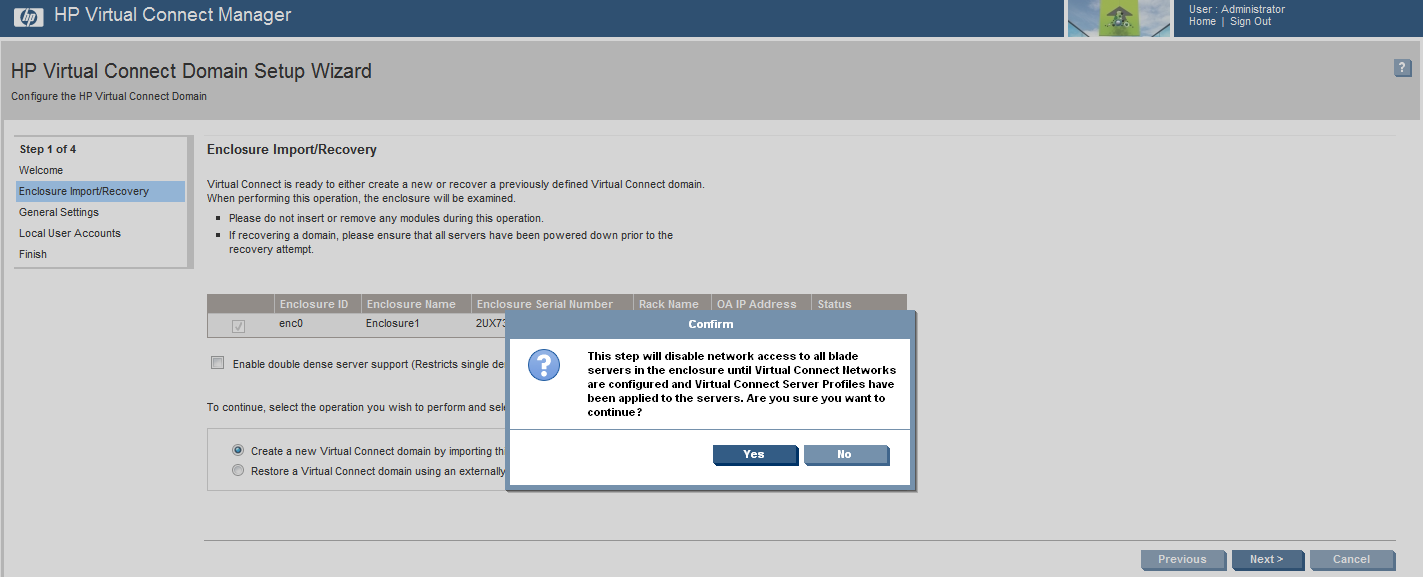 hp
HP Virtual Connect Manager
User : Administrator
Home | Sign Out
HP Virtual Connect Domain Setup Wizard
?
Configure the HP Virtual Connect Domain
Step 1 of 4
Welcome
Enclosure Import/Recovery
General Settings
Local User Accounts
Finish
Enclosure Import/Recovery
Virtual Connect is ready to either create a new or recover a previously defined Virtual Connect domain.
When performing this operation, the enclosure will be examined.
Please do not insert or remove any modules during this operation.
If recovering a domain, please ensure that all servers have been powered down prior to the
recovery attempt.
Enclosure ID Enclosure Name Enclosure Serial Number Rack Name OA IP Address Status
enc0 Enclosure1 2UX73
Enable double dense server support (Restricts single de
To continue, select the operation you wish to perform and sele
Create a new Virtual Connect domain by importing thi
Restore a Virtual Connect domain using an externally
Confirm
?
This step will disable network access to all blade
servers in the enclosure until Virtual Connect Networks
are configured and Virtual Connect Server Profiles have
been applied to the servers. Are you sure you want to
continue?
Yes No
Previous Next > Cancel